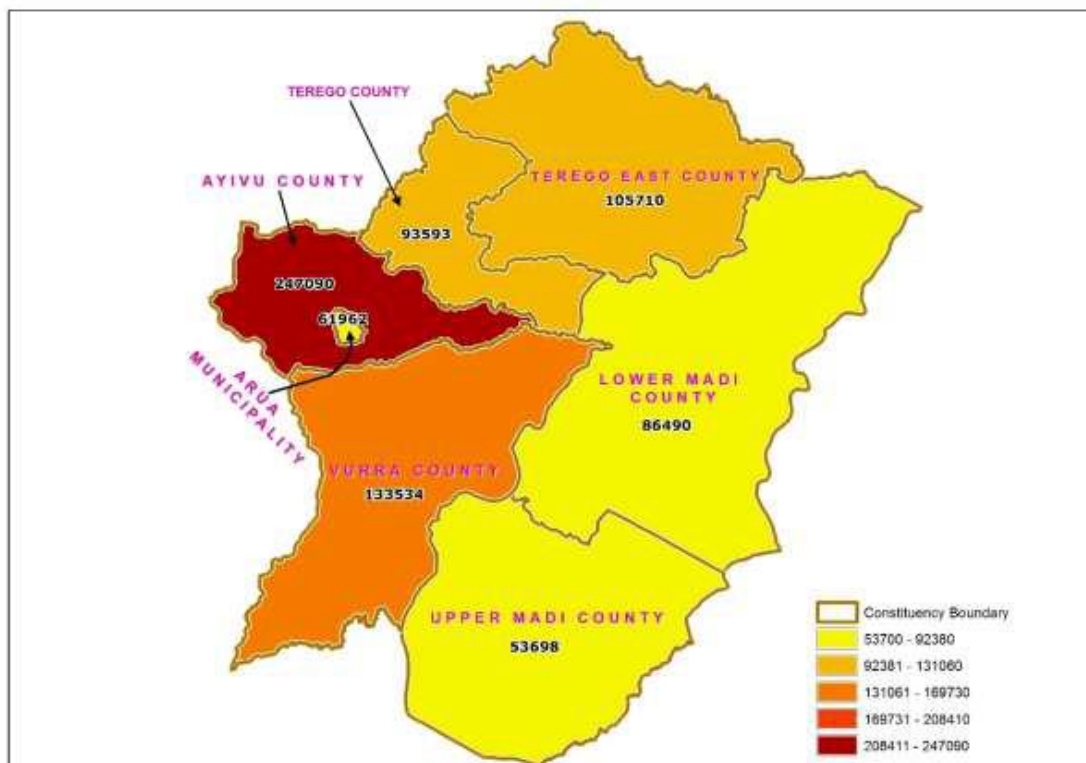 TEREGO COUNTY
AYIVU COUNTY
TEREGO EAST COUNTY
105710
93593
247090
61962
ARUA
MUNICIPALITY
LOWER MADI
COUNTY
86490
VURRA COUNTY
133534
UPPER MADI COUNTY
53698
Constituency Boundary
53700 - 92380
92381 - 131060
131061 - 169730
169731 - 208410
208411 - 247090